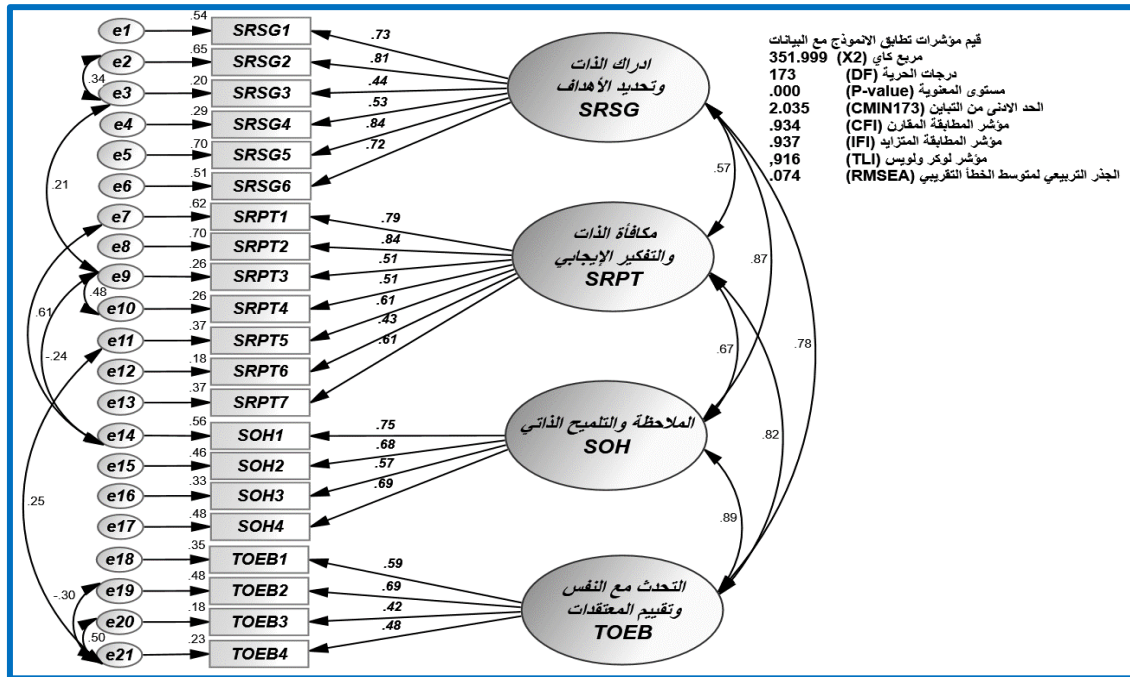 قيم مؤشرات تطابق الانموذج مع البيانات
مربع كاي (X2) 351.999
درجات الحرية (DF) 173
مستوى المعنوية (P-value) .000
الحد الادنى من التباين (CMIN173) 2.035
مؤشر المطابقة المقارن (CFI) .934
مؤشر المطابقة المتزايد (IFI) .937
مؤشر لوكر ولويس (TLI) ,916
الجذر التربيعي لمتوسط الخطأ التقريبي (RMSEA) .074
e1 .54 SRSG1 .73
e2 .65 SRSG2 .81
.34
e3 .20 SRSG3 .44
e4 .29 SRSG4 .53
e5 .70 SRSG5 .84
e6 .51 SRSG6 .72
ادراك الذات
وتحديد الأهداف
SRSG
.21
.57
e7 .62 SRPT1 .79
e8 .70 SRPT2 .84
e9 .26 SRPT3 .51
.48
e10 .26 SRPT4 .51
e11 .37 SRPT5 .61
e12 .18 SRPT6 .43
e13 .37 SRPT7 .61
مكافأة الذات
والتفكير الإيجابي
SRPT
.87
.61
-.24
.67
.78
e14 .56 SOH1 .75
e15 .46 SOH2 .68
e16 .33 SOH3 .57
e17 .48 SOH4 .69
الملاحظة والتلميح الذاتي
SOH
.82
.25
.89
e18 .35 TOEB1 .59
e19 .48 TOEB2 .69
e20 .18 TOEB3 .42
e21 .23 TOEB4 .48
-.30
.50
التحدث مع النفس
وتقييم المعتقدات
TOEB